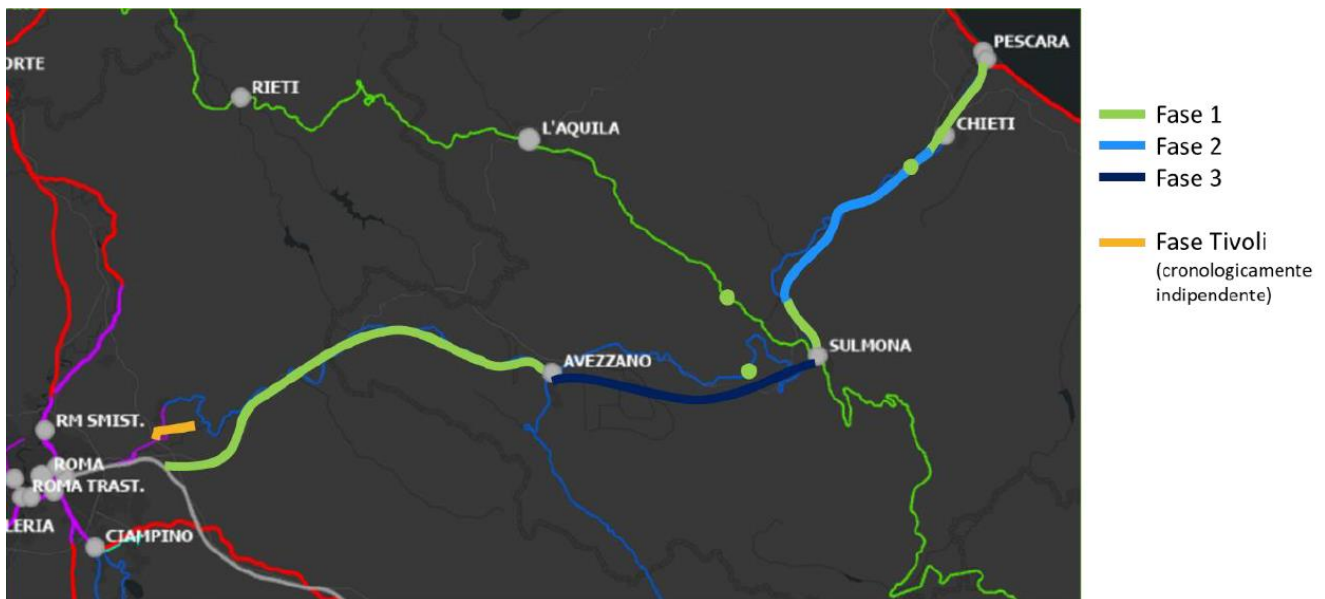 ORTE
RIETI
L'AQUILA
PESCARA
CHIETI
SULMONA
AVEZZANO
RM SMIST.
ROMA
ROMA TRAST.
LERIA
CIAMPINO
Fase 1
Fase 2
Fase 3
Fase Tivoli
(cronologicamente
indipendente)